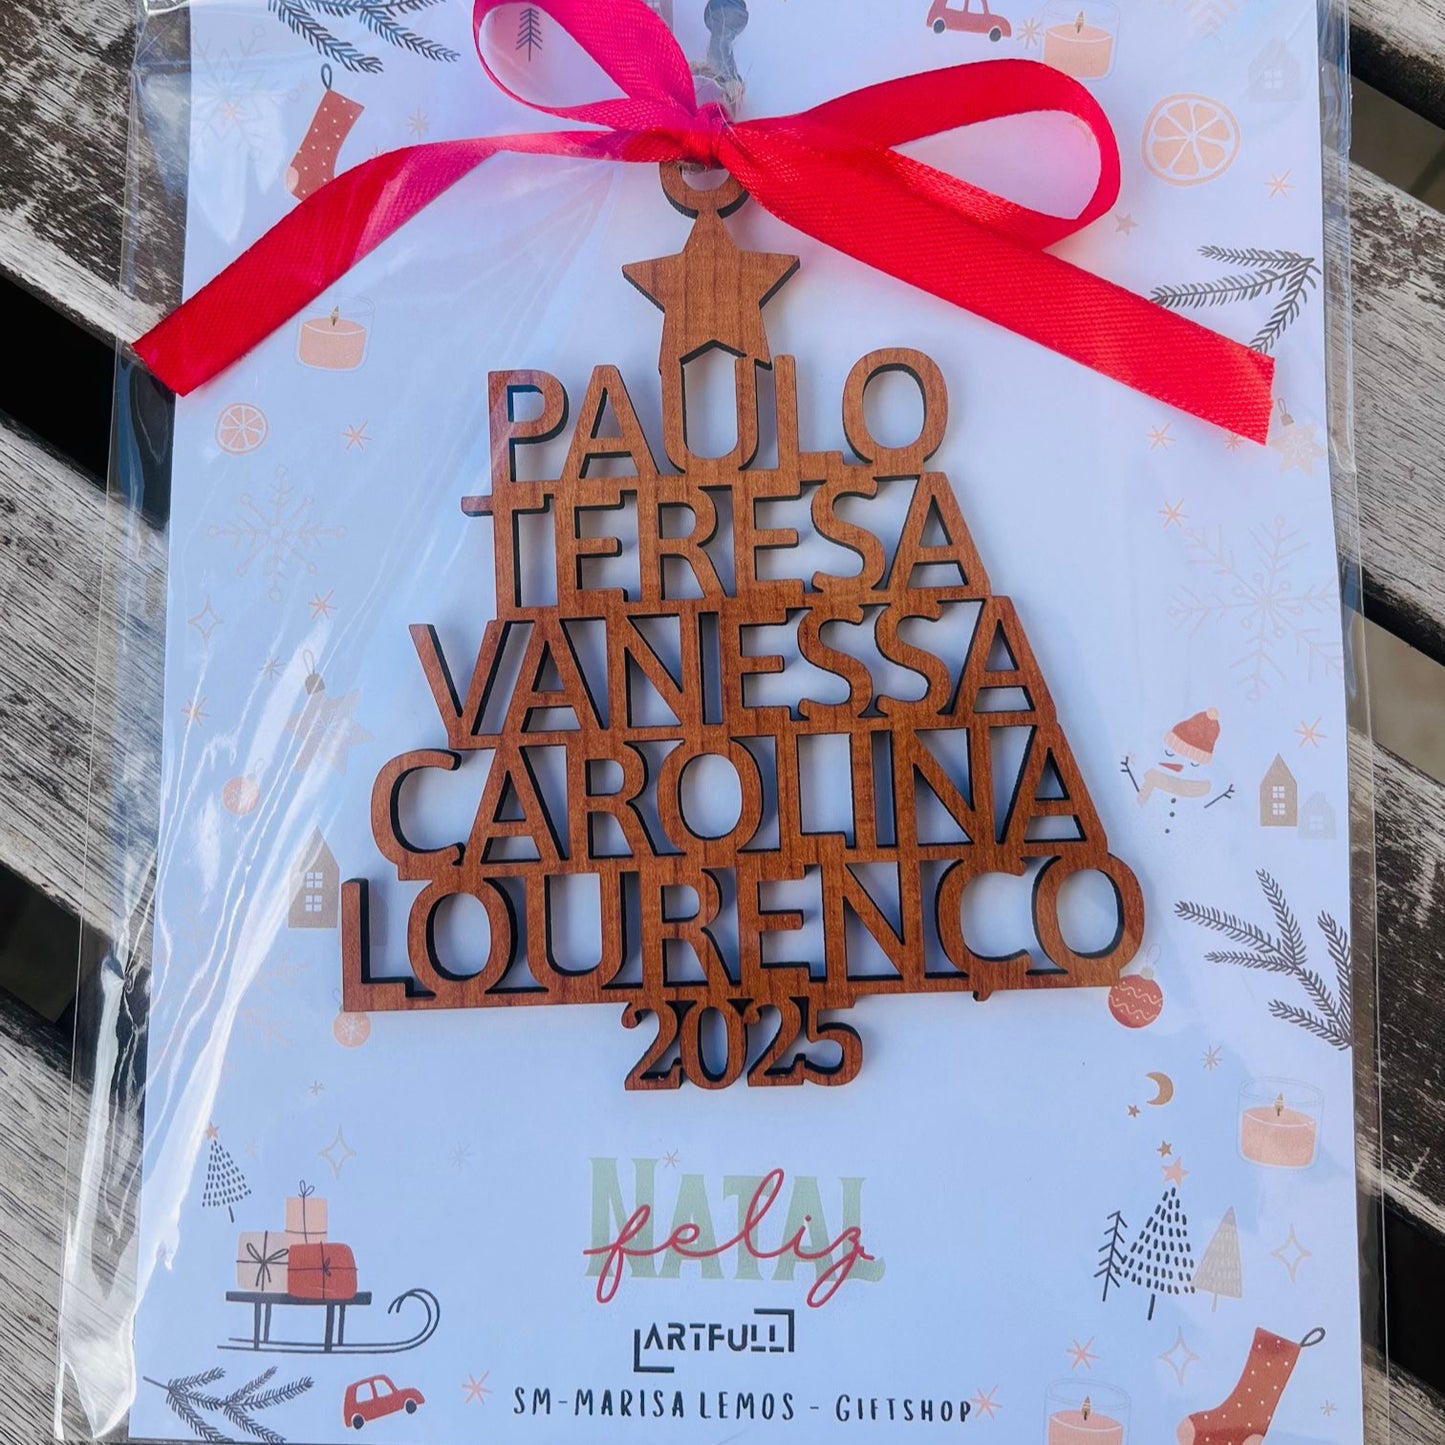 PAULO
TERESA
VANESSA
CAROLINA
LOURENÇO
2025
NATAL
feliz
ARTFULL
SM-MARISA LEMOS - GIFTSHOP